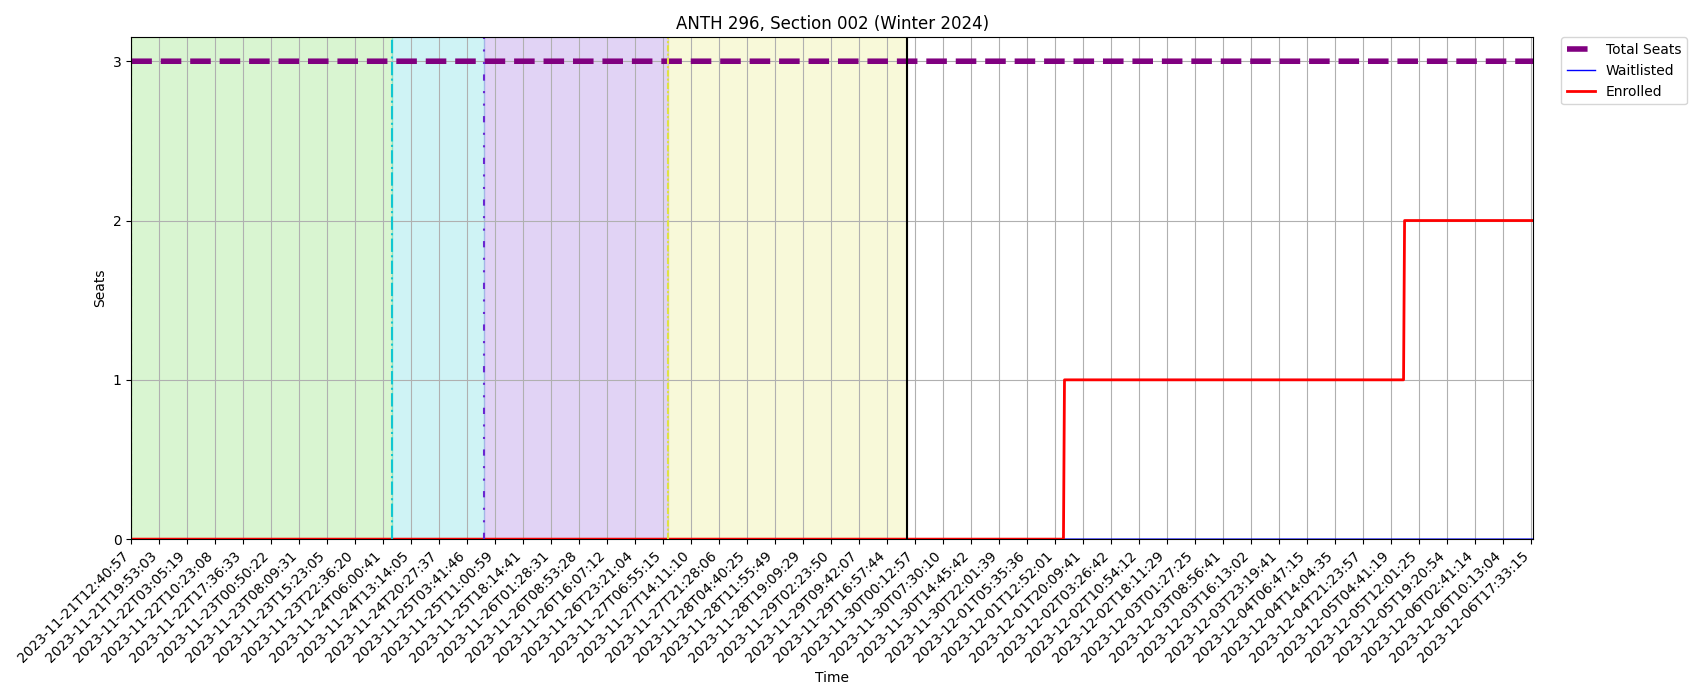 ANTH 296, Section 002 (Winter 2024)
Total Seats
Waitlisted
Enrolled
Seats
3
2
1
0
2023-11-21T12:40:57
2023-11-21T19:53:03
2023-11-22T03:05:19
2023-11-22T10:23:08
2023-11-22T17:36:33
2023-11-23T00:50:22
2023-11-23T08:09:31
2023-11-23T15:23:05
2023-11-23T22:36:20
2023-11-24T06:00:41
2023-11-24T13:14:05
2023-11-24T20:27:37
2023-11-25T03:41:46
2023-11-25T11:00:59
2023-11-25T18:14:41
2023-11-26T01:28:31
2023-11-26T08:53:28
2023-11-26T16:07:12
2023-11-26T23:21:04
2023-11-27T06:55:15
2023-11-27T14:11:10
2023-11-27T21:28:06
2023-11-28T04:40:25
2023-11-28T11:55:49
2023-11-28T19:09:29
2023-11-29T02:23:50
2023-11-29T09:42:07
2023-11-29T16:57:44
2023-11-30T00:12:57
2023-11-30T07:30:10
2023-11-30T14:45:42
2023-11-30T22:01:39
2023-12-01T05:35:36
2023-12-01T12:52:01
2023-12-01T20:09:41
2023-12-02T03:26:42
2023-12-02T10:54:12
2023-12-02T18:11:29
2023-12-03T01:27:25
2023-12-03T08:56:41
2023-12-03T16:13:02
2023-12-03T23:19:41
2023-12-04T06:47:15
2023-12-04T14:04:35
2023-12-04T21:23:57
2023-12-05T04:41:19
2023-12-05T12:01:25
2023-12-05T19:20:54
2023-12-06T02:41:14
2023-12-06T10:13:04
2023-12-06T17:33:15
Time